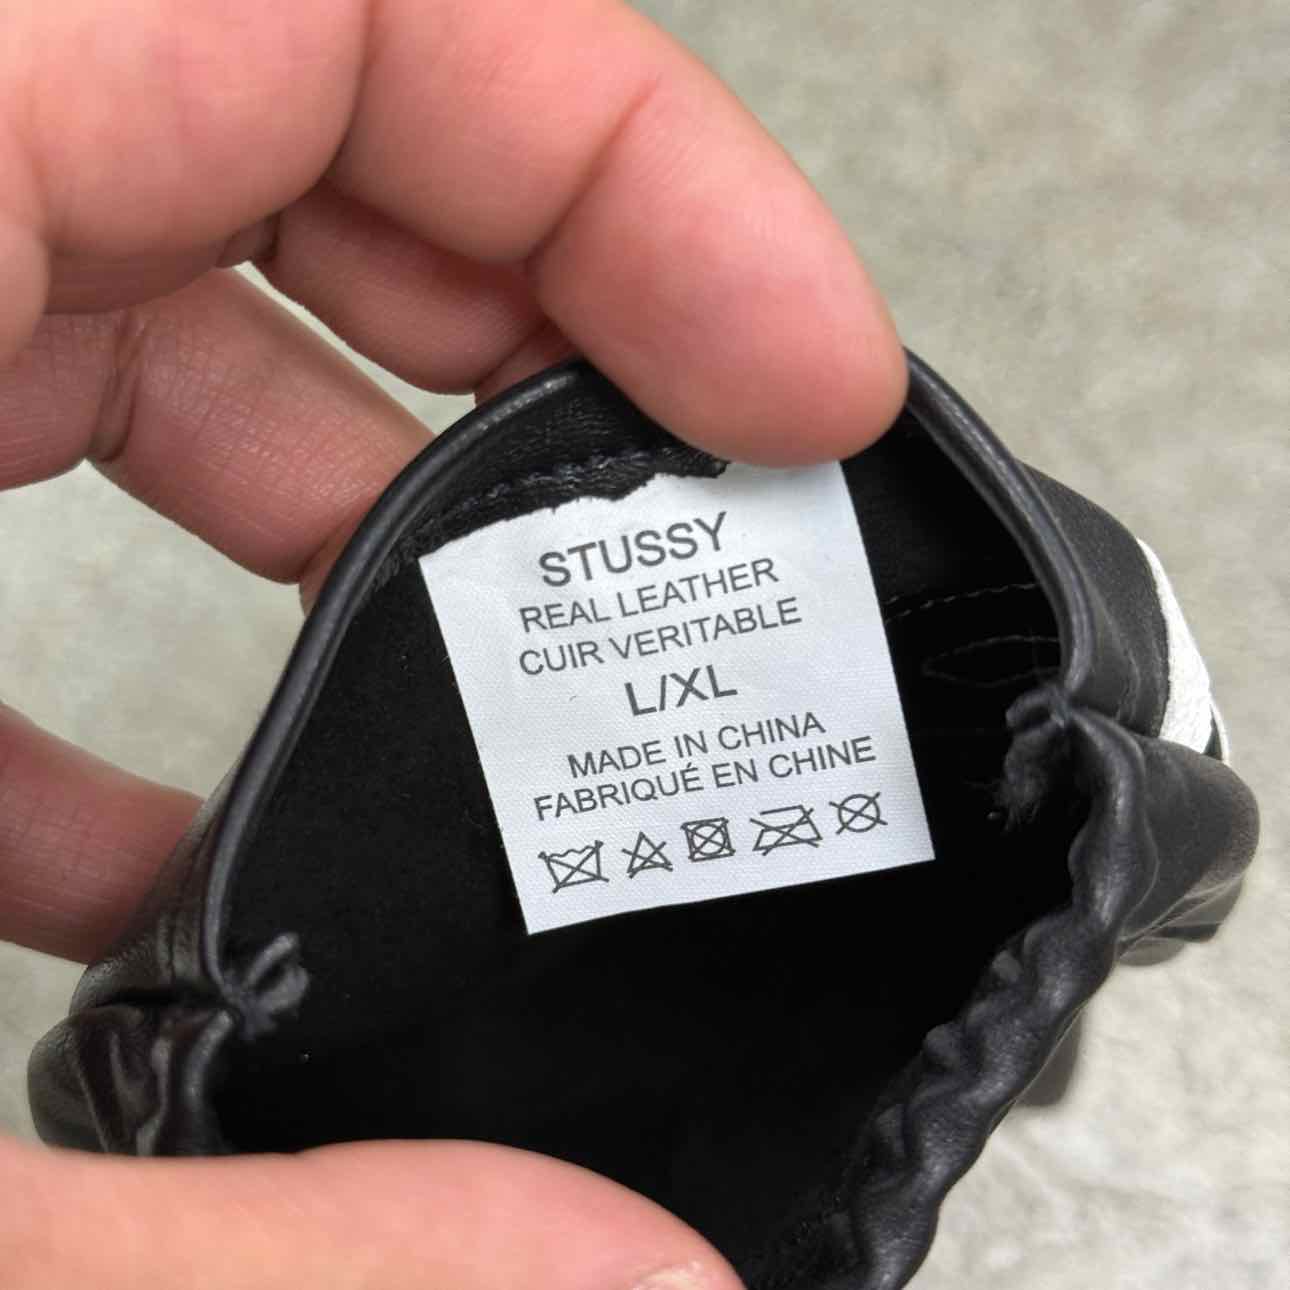 STUSSY
REAL LEATHER
CUIR VERITABLE
L/XL
MADE IN CHINA
FABRIQUÉ EN CHINE